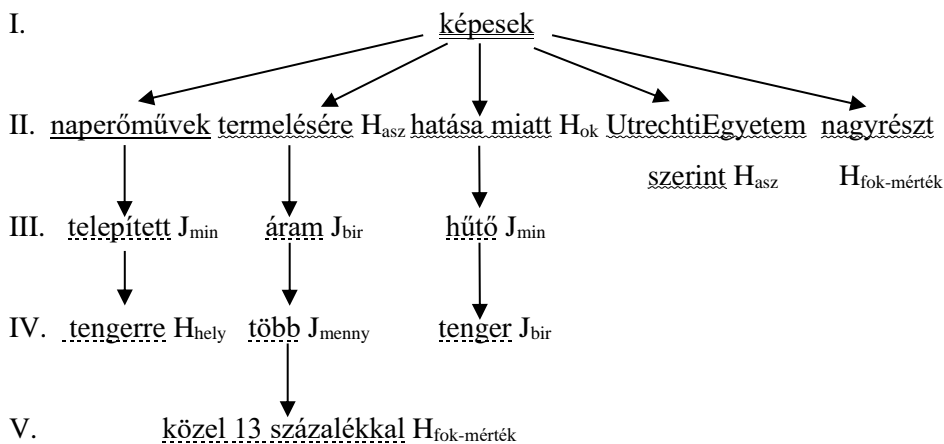 I. képesek
II. naperőművek termelésére Hasz hatása miatt Hok UtrechtiEgyetem nagyrészt
szerint Hasz Hfok-mérték
III. telepített Jmin áram Jbir hűtő Jmin
IV. tengerre Hhely több Jmenny tenger Jbir
V. közel 13 százalékkal Hfok-mérték